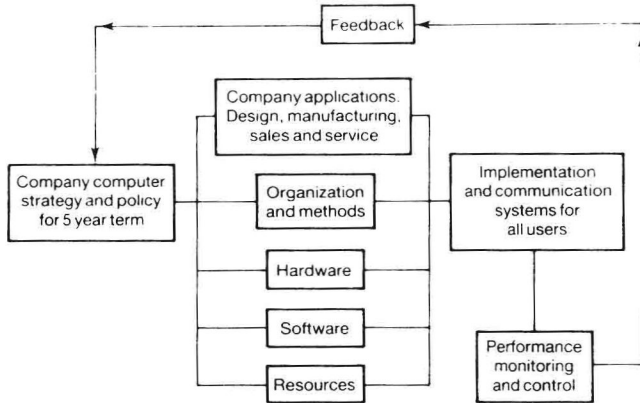 Feedback
Company applications.
Design, manufacturing,
sales and service
Company computer
strategy and policy
for 5 year term
Organization
and methods
Implementation
and communication
systems for
all users
Hardware
Software
Resources
Performance
monitoring
and control